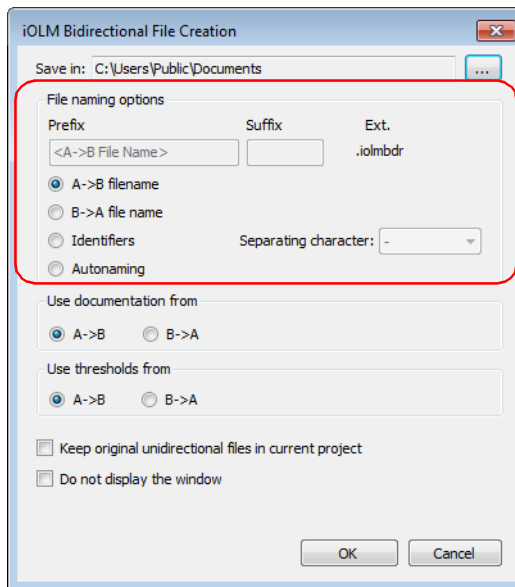 iOLM Bidirectional File Creation
Save in: C:\Users\Public\Documents ...
File naming options
Prefix Suffix Ext.
<A->B File Name> .iolmbdr
A->B filename
B->A file name
Identifiers Separating character: -
Autonaming
Use documentation from
A->B B->A
Use thresholds from
A->B B->A
Keep original unidirectional files in current project
Do not display the window
OK Cancel